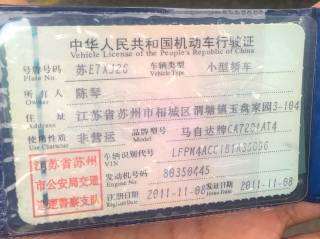 中华人民共和国机动车行驶证
Vehicle License of the People's Republic of China
号牌号码 苏E7XJ26 车辆类型 小型轿车
Plate No. Vehicle Type
所有人 陈琴
Owner
住址 江苏省苏州市相城区渭塘镇玉盘家园3-104
Address
使用性质 非营运 品牌型号 马自达牌CA7201AT4
Use Character Model
江苏省苏州 车辆识别代号
VIN
市公安局交通 发动机号码 80350445
Engine No.
巡逻警察支队 注册日期 2011-11-08 发证日期 2011-11-08
Register Date Issue Date